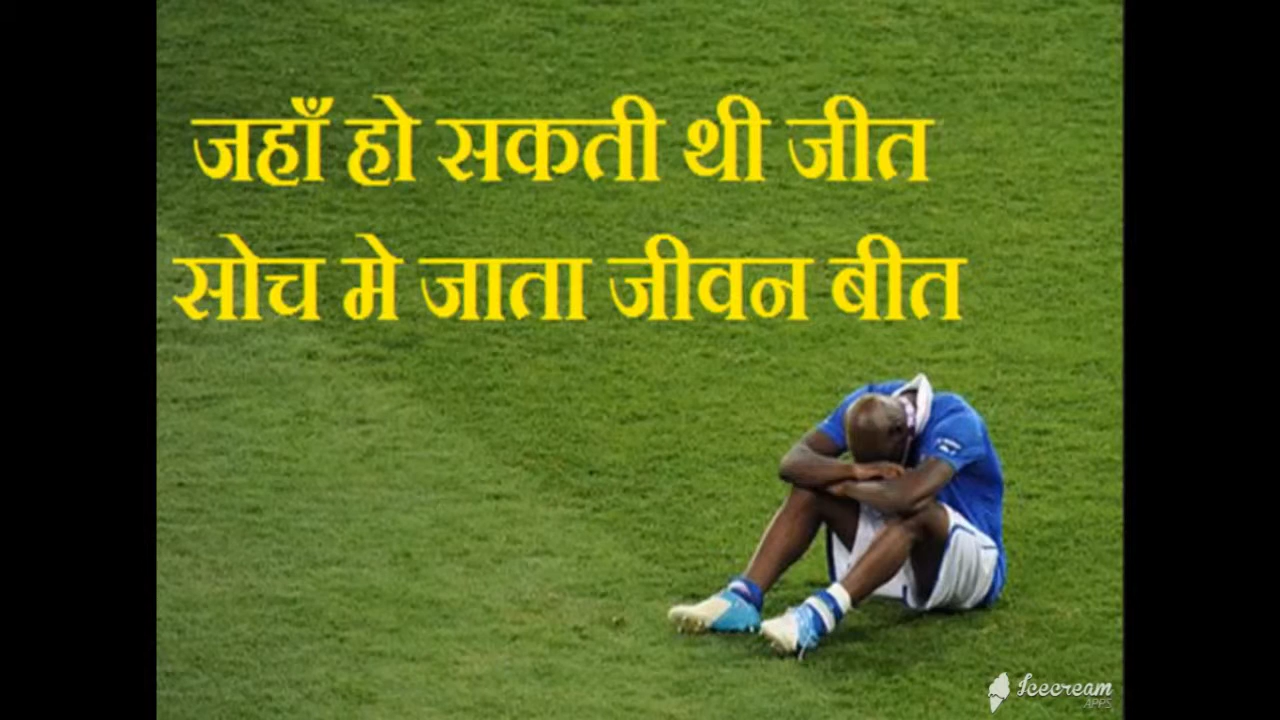 जहाँ हो सकती थी जीत
सोच मे जाता जीवन बीत
Icecream
APPS